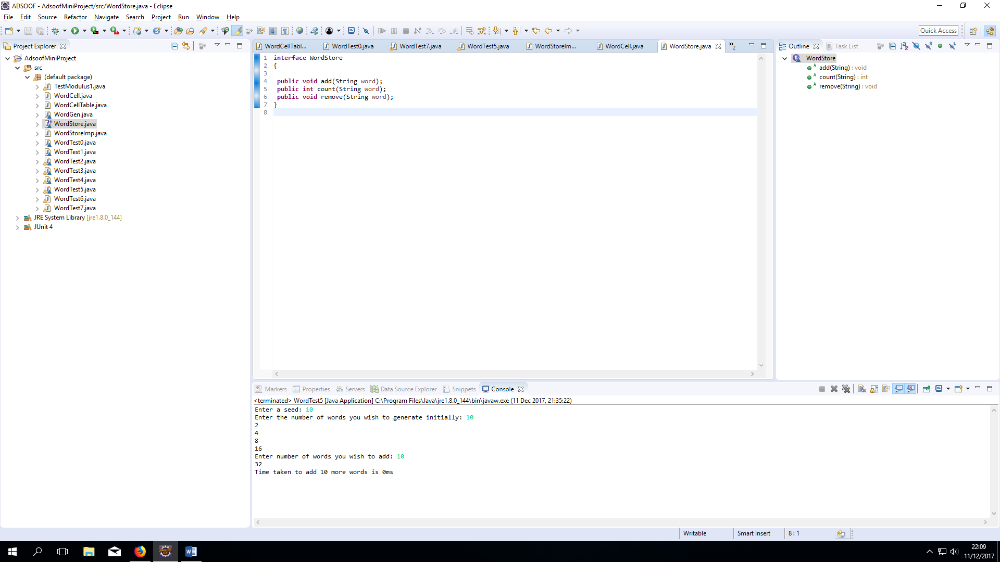 ADSOOF - AdsoofMiniProject/src/WordStore.java - Eclipse
File Edit Source Refactor Navigate Search Project Run Window Help
Quick Access
Project Explorer
AdsoofMiniProject
src
(default package)
TestModulus1.java
WordCell.java
WordCellTable.java
WordGen.java
WordStore.java
WordStoreImp.java
WordTest0.java
WordTest1.java
WordTest2.java
WordTest3.java
WordTest4.java
WordTest5.java
WordTest6.java
WordTest7.java
JRE System Library [jre1.8.0_144]
JUnit 4
WordCellTabl... WordTest0.java WordTest7.java WordTest5.java WordStoreIm... WordCell.java WordStore.java »2
1 interface WordStore
2 {
3
4 public void add(String word);
5 public int count(String word);
6 public void remove(String word);
7 }
8
Outline Task List
WordStore
add(String) : void
count(String) : int
remove(String) : void
Markers Properties Servers Data Source Explorer Snippets Console
<terminated> WordTest5 [Java Application] C:\Program Files\Java\jre1.8.0_144\bin\javaw.exe (11 Dec 2017, 21:35:22)
Enter a seed: 10
Enter the number of words you wish to generate initially: 10
2
4
8
16
Enter number of words you wish to add: 10
32
Time taken to add 10 more words is 0ms
Writable Smart Insert 8 : 1
22:09
11/12/2017